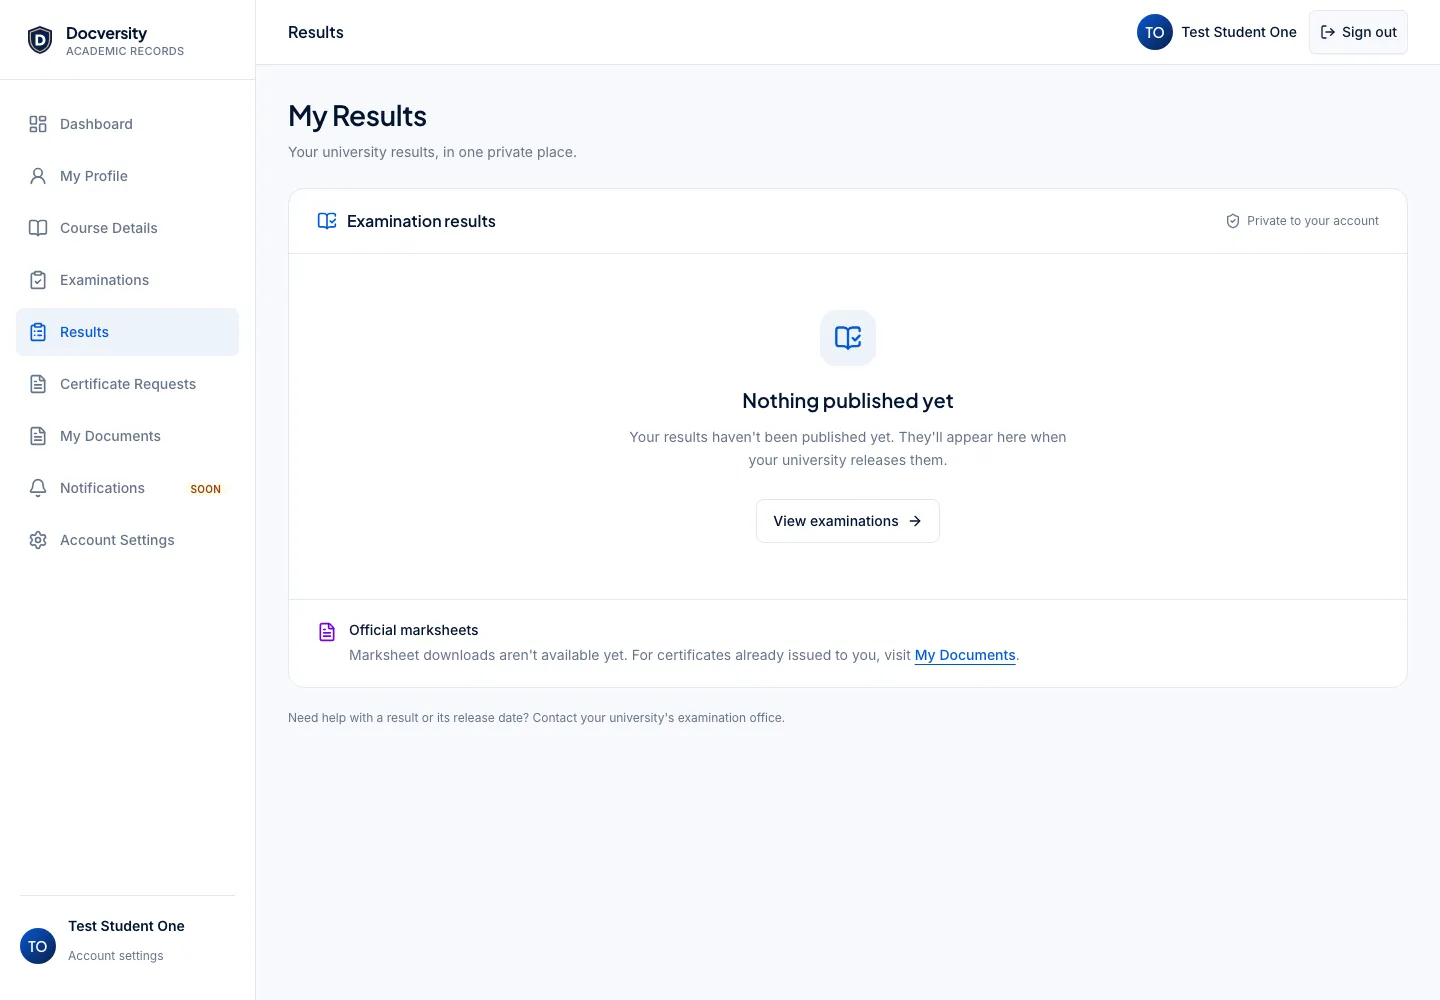 Docversity
ACADEMIC RECORDS
Dashboard
My Profile
Course Details
Examinations
Results
Certificate Requests
My Documents
Notifications SOON
Account Settings
Test Student One
TO
Account settings
Results
TO Test Student One Sign out
My Results
Your university results, in one private place.
Examination results Private to your account
Nothing published yet
Your results haven't been published yet. They'll appear here when
your university releases them.
View examinations
Official marksheets
Marksheet downloads aren't available yet. For certificates already issued to you, visit My Documents.
Need help with a result or its release date? Contact your university's examination office.